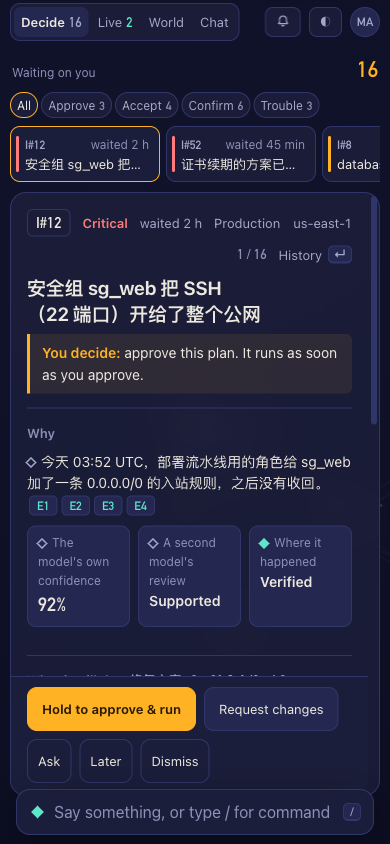 Decide 16 Live 2 World Chat MA
Waiting on you 16
All Approve 3 Accept 4 Confirm 6 Trouble 3
I#12 waited 2 h
安全组 sg_web 把...
I#52 waited 45 min
证书续期的方案已...
I#8
databa
I#12 Critical waited 2 h Production us-east-1
1 / 16 History
安全组 sg_web 把 SSH
（22 端口）开给了整个公网
You decide: approve this plan. It runs as soon
as you approve.
Why
今天 03:52 UTC，部署流水线用的角色给 sg_web
加了一条 0.0.0.0/0 的入站规则，之后没有收回。
E1 E2 E3 E4
The
model's own
confidence
92%
A second
model's
review
Supported
Where it
happened
Verified
Hold to approve & run Request changes
Ask Later Dismiss
Say something, or type / for command /